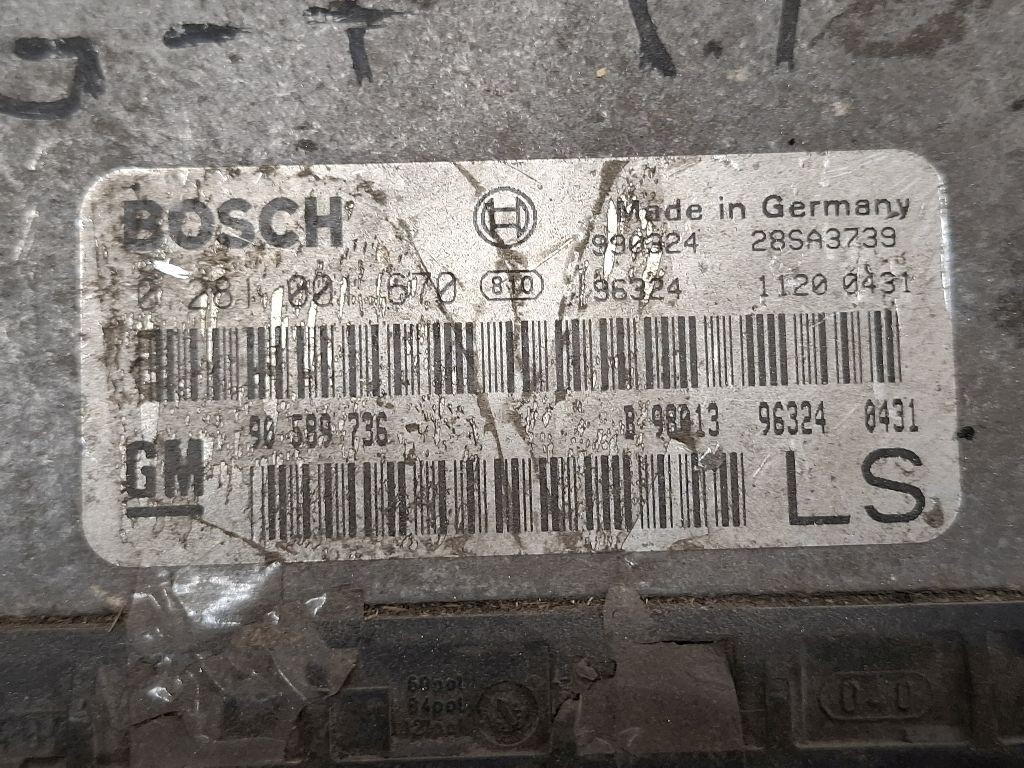 BOSCH Made in Germany
990324 28SA3739
0 281 001 670 810 96324 1120 0431
90 589 736 B 98013 96324 0431
GM LS
68pol